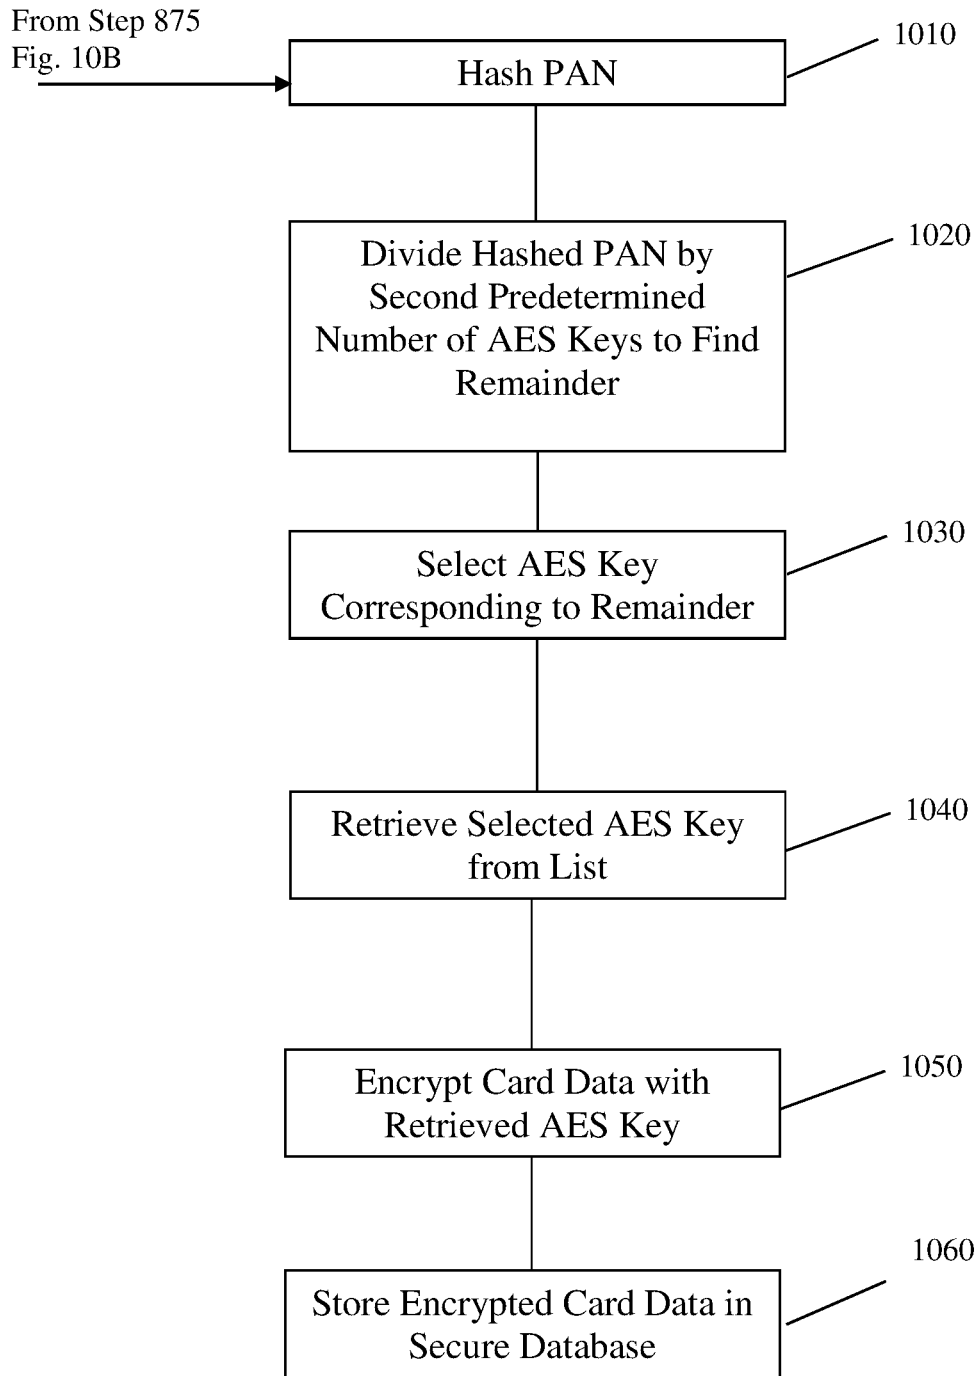 From Step 875
Fig. 10B
1010
Hash PAN
1020
Divide Hashed PAN by
Second Predetermined
Number of AES Keys to Find
Remainder
1030
Select AES Key
Corresponding to Remainder
1040
Retrieve Selected AES Key
from List
1050
Encrypt Card Data with
Retrieved AES Key
1060
Store Encrypted Card Data in
Secure Database